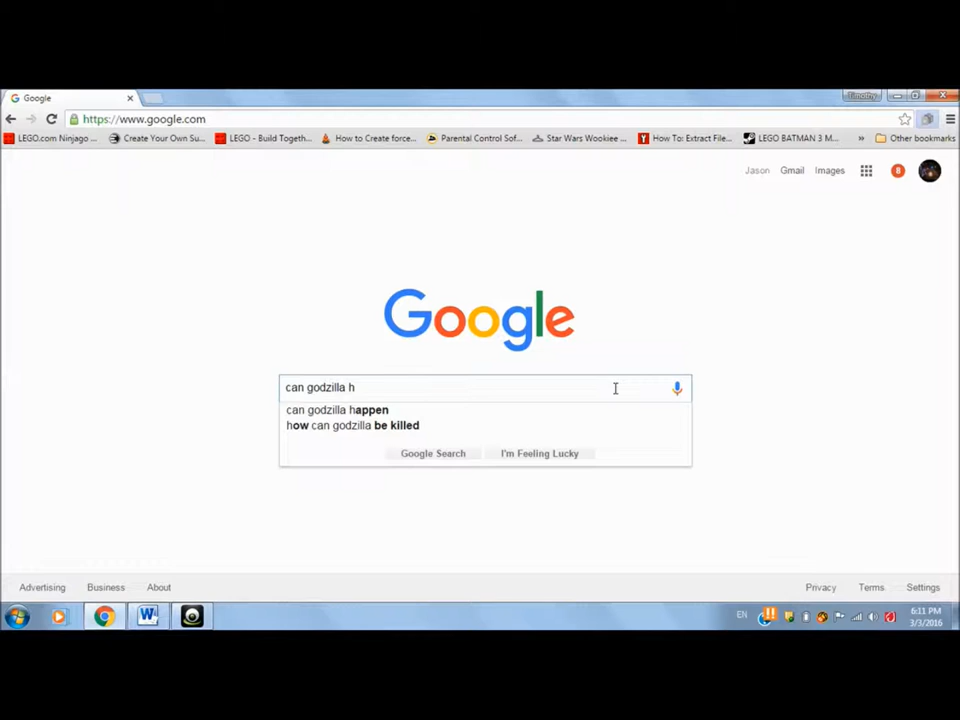 Google
Timothy
https://www.google.com
LEGO.com Ninjago ...
Create Your Own Su...
LEGO - Build Togeth...
How to Create force...
Parental Control Sof...
Star Wars Wookiee ...
How To: Extract File...
LEGO BATMAN 3 M...
»
Other bookmarks
Jason
Gmail
Images
8
Google
can godzilla h
can godzilla happen
how can godzilla be killed
Google Search
I'm Feeling Lucky
Advertising
Business
About
Privacy
Terms
Settings
EN
6:11 PM
3/3/2016